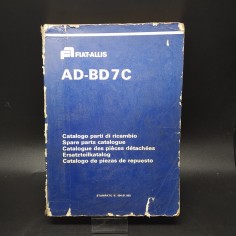 FIAT-ALLIS
AD-BD7C
Catalogo parti di ricambio
Spare parts catalogue
Catalogue des pièces détachées
Ersatzteilkatalog
Catalogo de piezas de repuesto